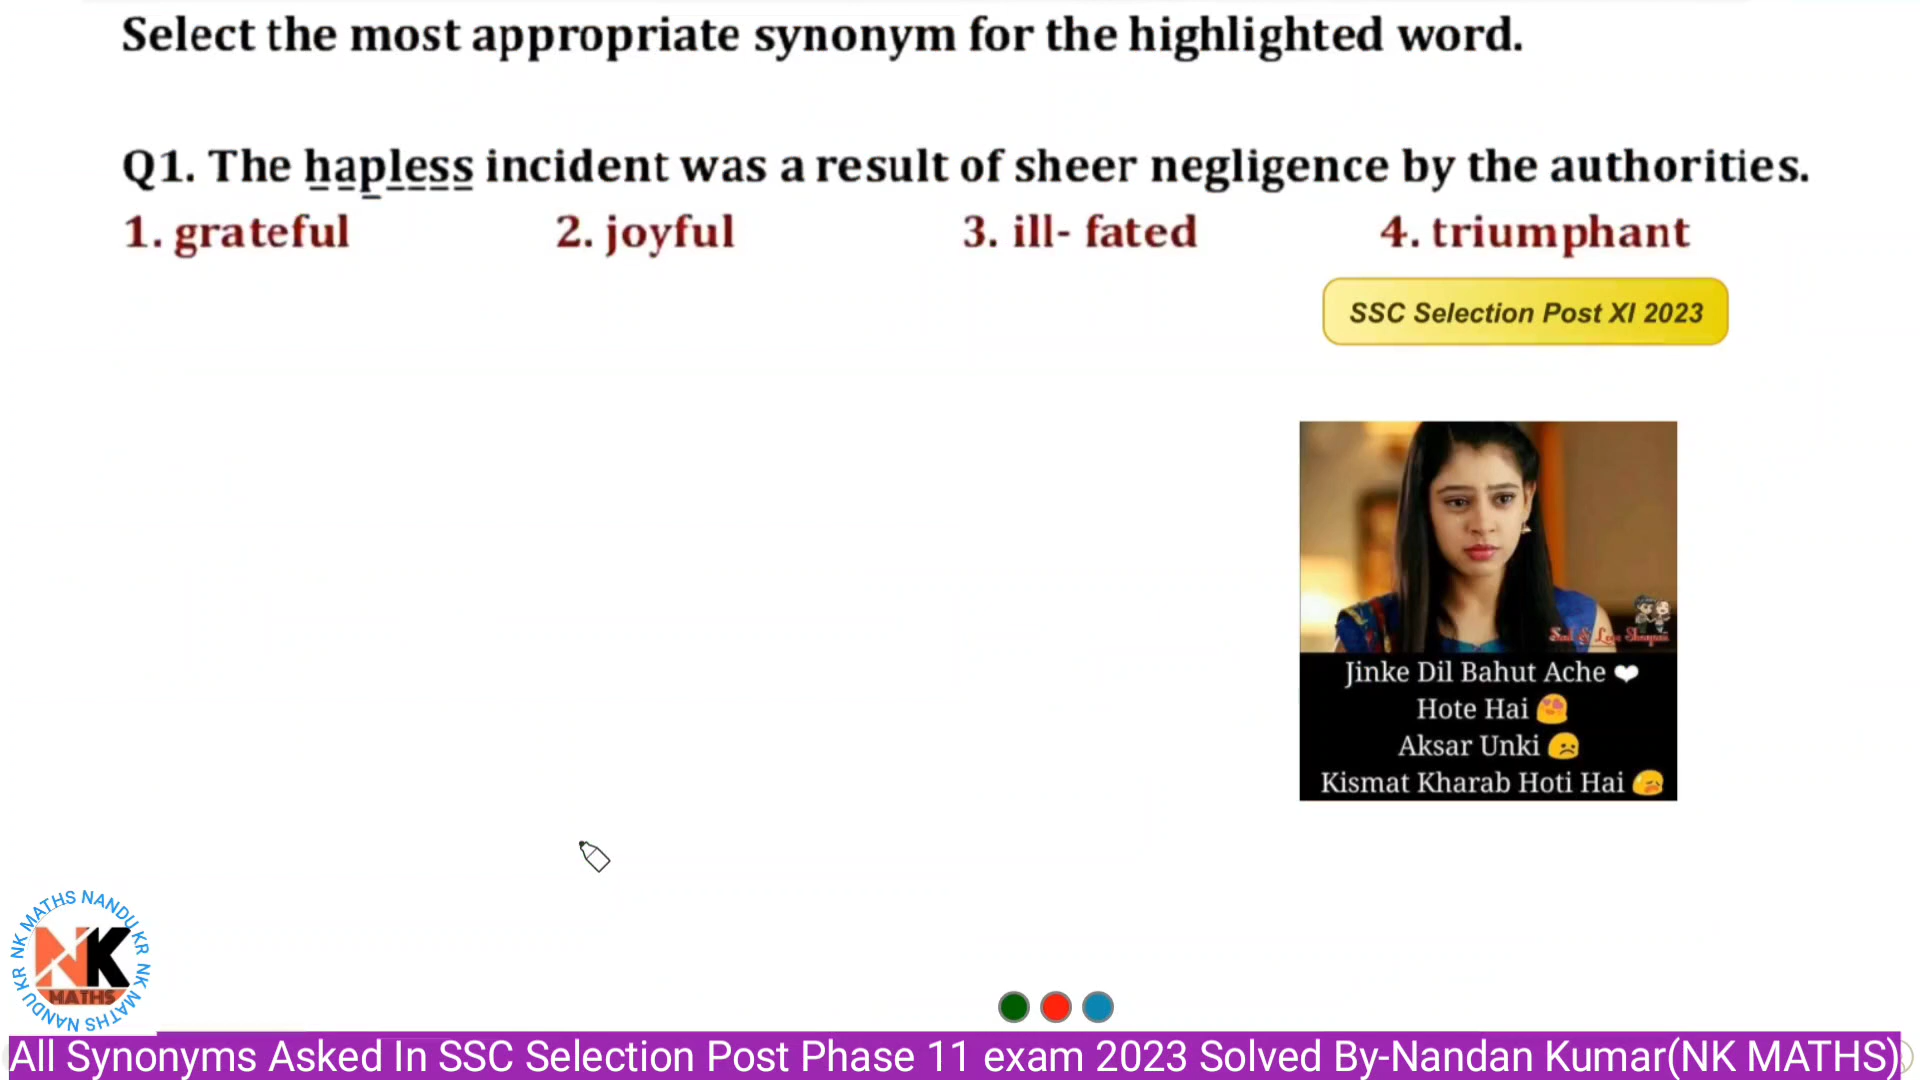 Select the most appropriate synonym for the highlighted word.
Q1. The hapless incident was a result of sheer negligence by the authorities.
1. grateful 2. joyful 3. ill- fated 4. triumphant
SSC Selection Post XI 2023
Sad & Love Shayari
Jinke Dil Bahut Ache ❤
Hote Hai 😍
Aksar Unki ☹
Kismat Kharab Hoti Hai 😥
NK MATHS NANDU KR NK MATHS NANDU KR
NK
MATHS
All Synonyms Asked In SSC Selection Post Phase 11 exam 2023 Solved By-Nandan Kumar(NK MATHS)